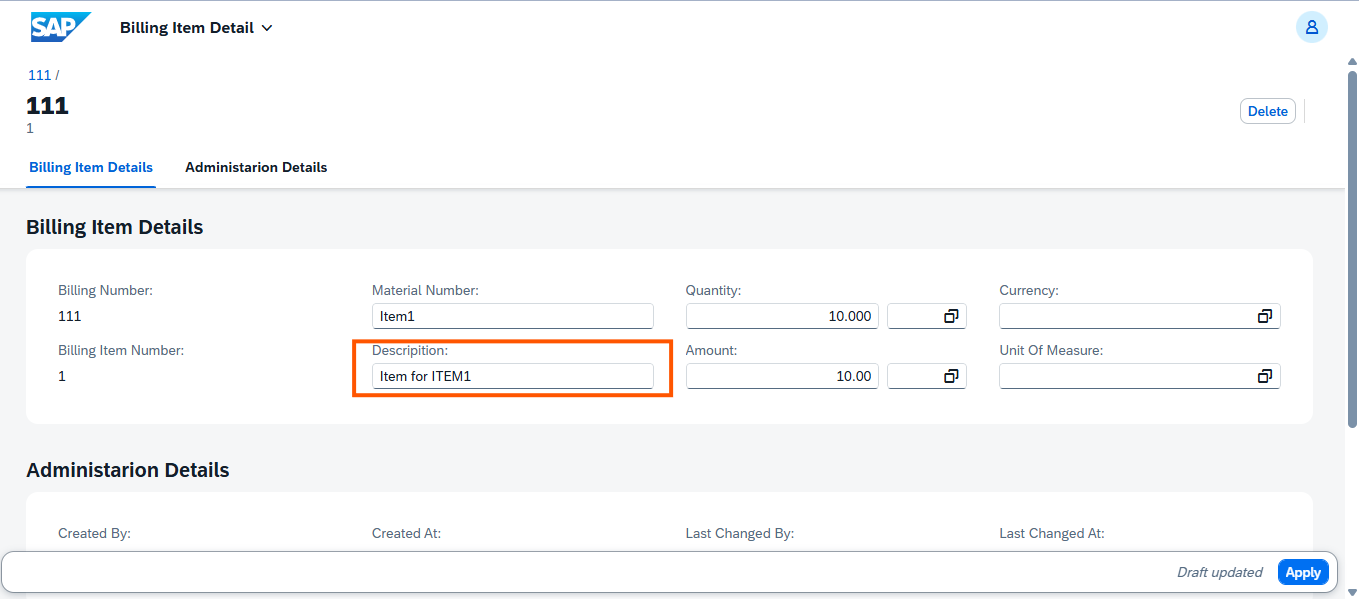 SAP Billing Item Detail
111 /
111
Delete
1
Billing Item Details Administarion Details
Billing Item Details
Billing Number: Material Number: Quantity: Currency:
111 Item1 10.000
Billing Item Number: Descripition: Amount: Unit Of Measure:
1 Item for ITEM1 10.00
Administarion Details
Created By: Created At: Last Changed By: Last Changed At:
Draft updated Apply